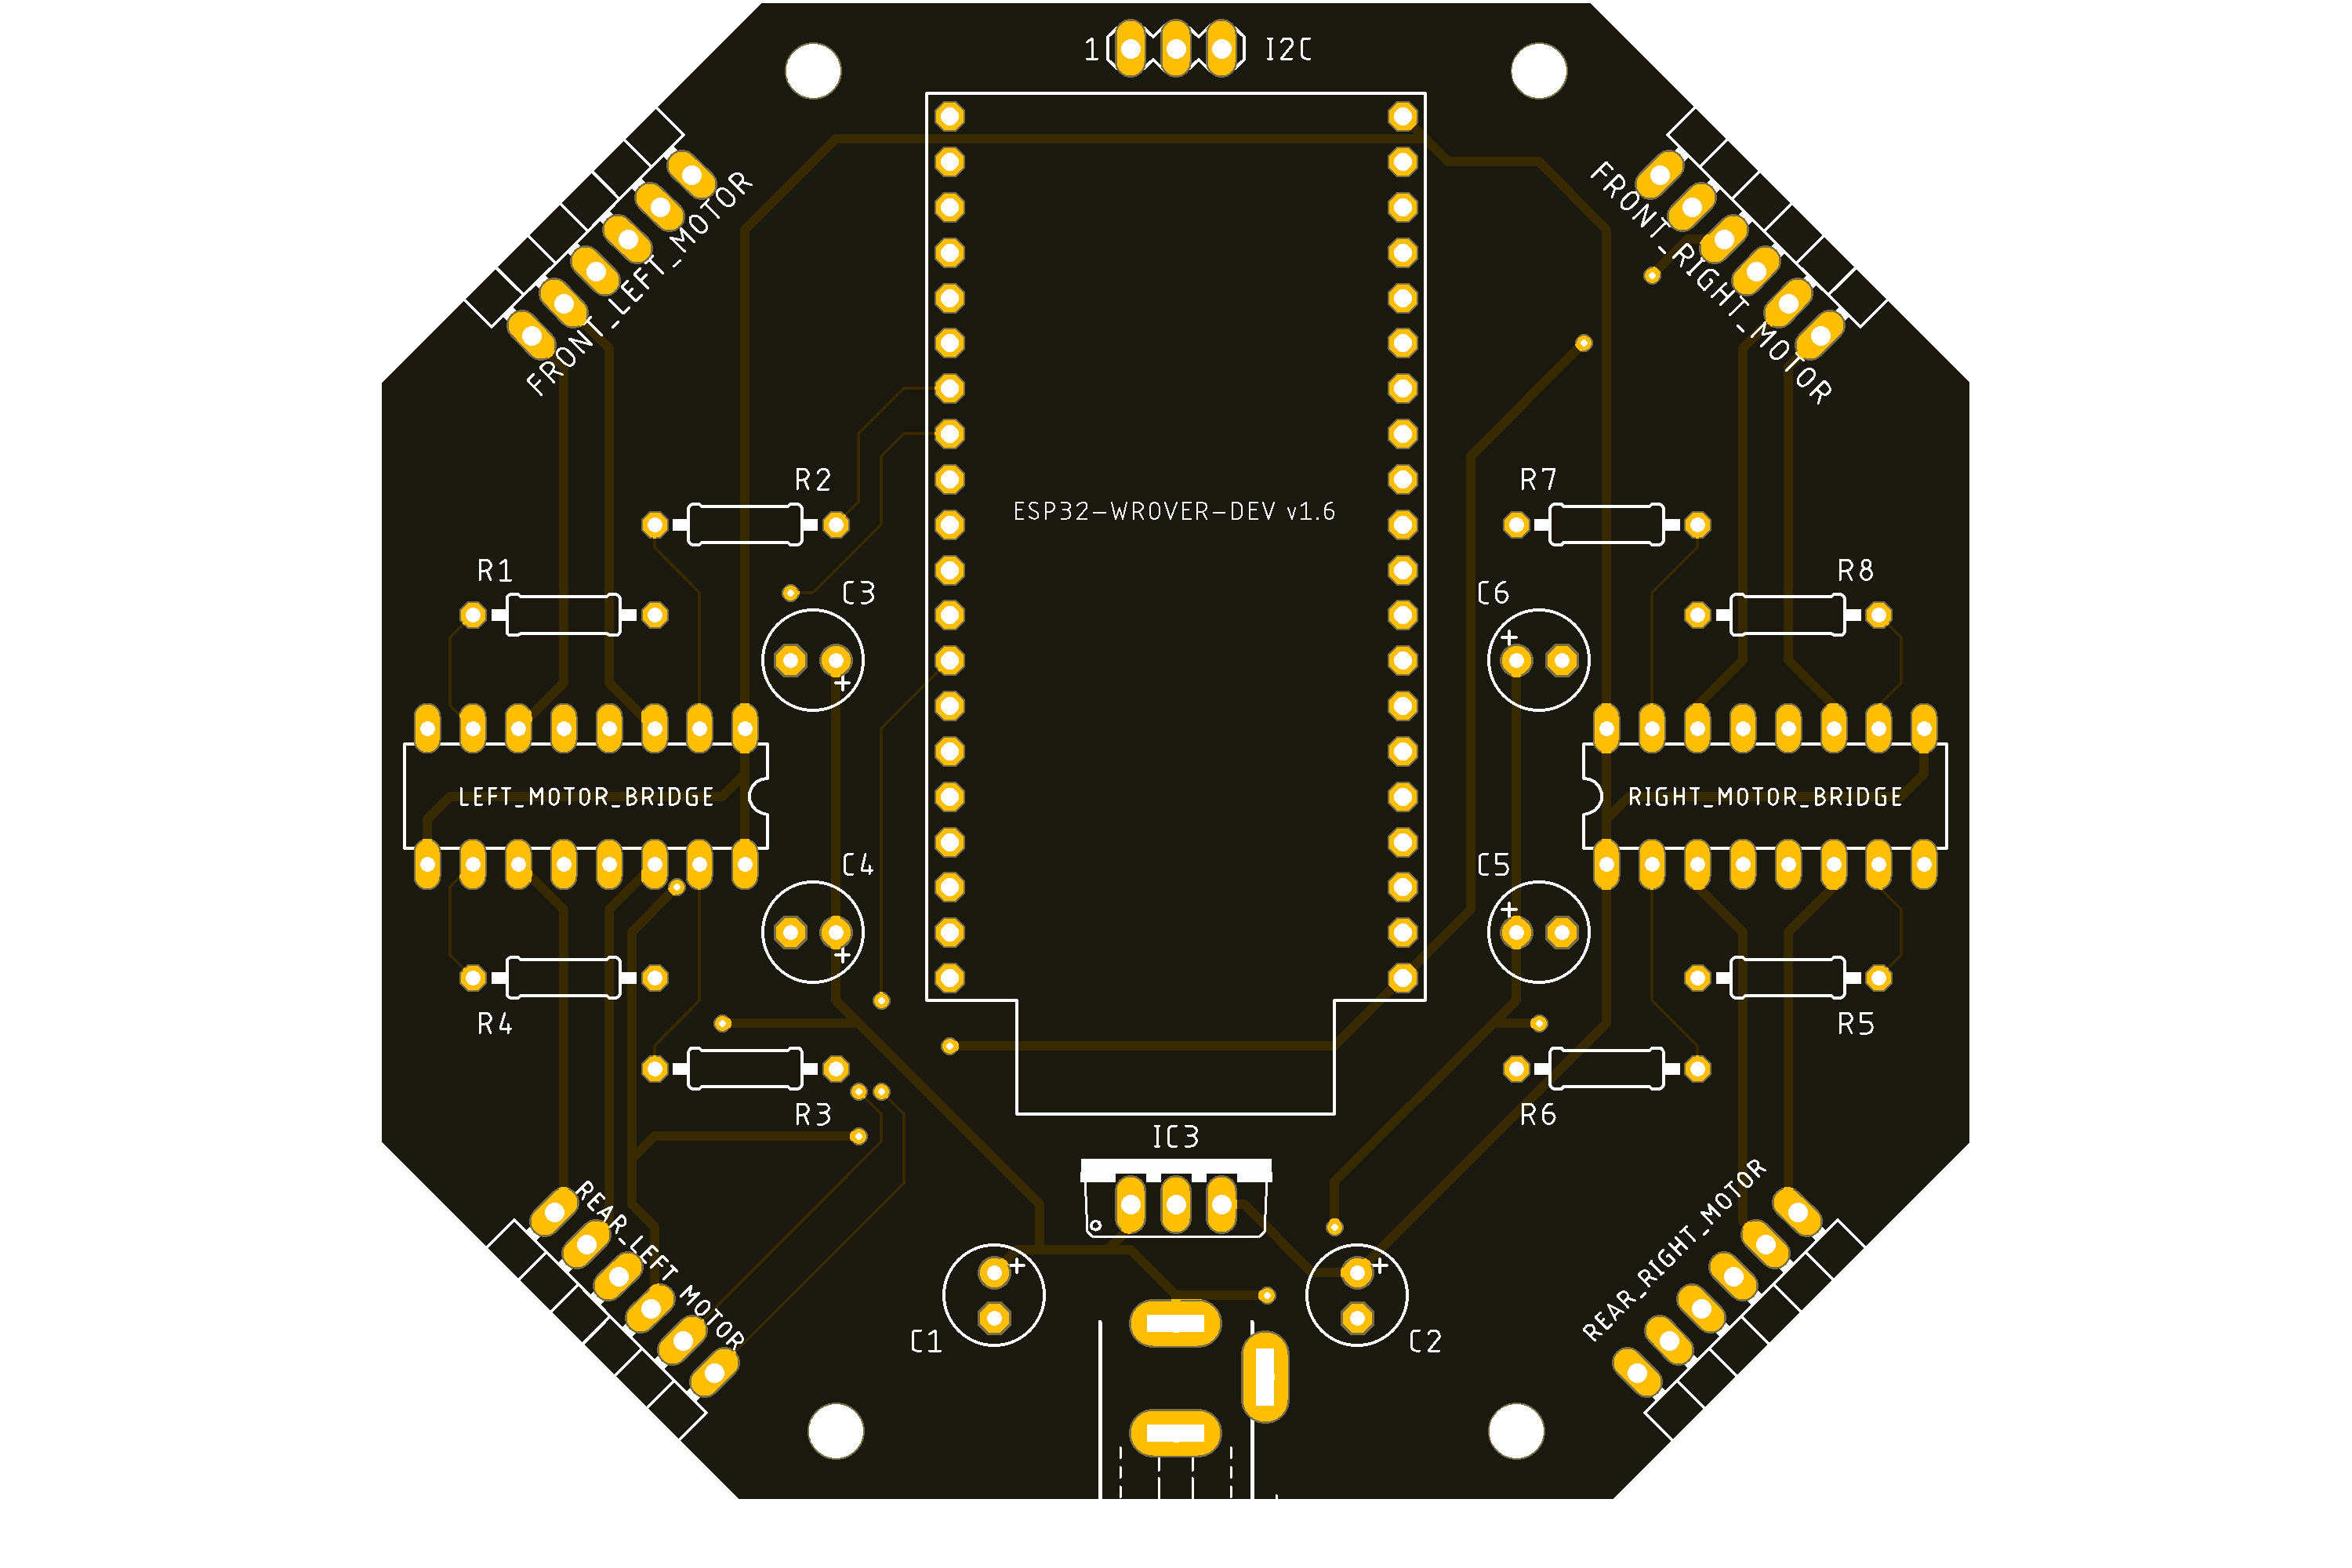 1 I2C
FRONT_LEFT_MOTOR
FRONT_RIGHT_MOTOR
R2
R7
ESP32-WROVER-DEV v1.6
R1
R8
C3
C6
+
+
LEFT_MOTOR_BRIDGE
RIGHT_MOTOR_BRIDGE
C4
C5
+
+
R4
R5
R3
R6
IC3
REAR_LEFT_MOTOR
REAR_RIGHT_MOTOR
+
+
C1
C2